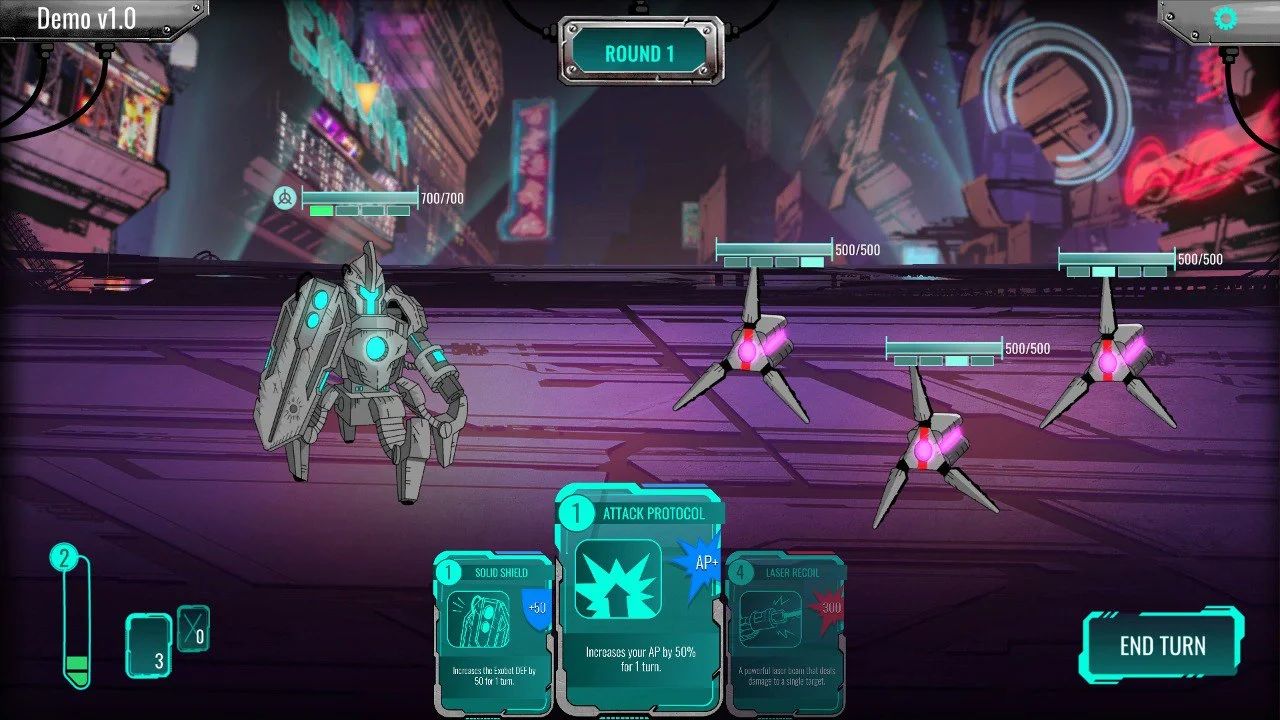 Demo v1.0
ROUND 1
700/700
500/500
500/500
500/500
2
3
0
1
SOLID SHIELD
+50
Increases the Exobot DEF by
50 for 1 turn.
1
ATTACK PROTOCOL
AP+
Increases your AP by 50%
for 1 turn.
4
LASER RECOIL
300
A powerful laser beam that deals
damage to a single target.
END TURN